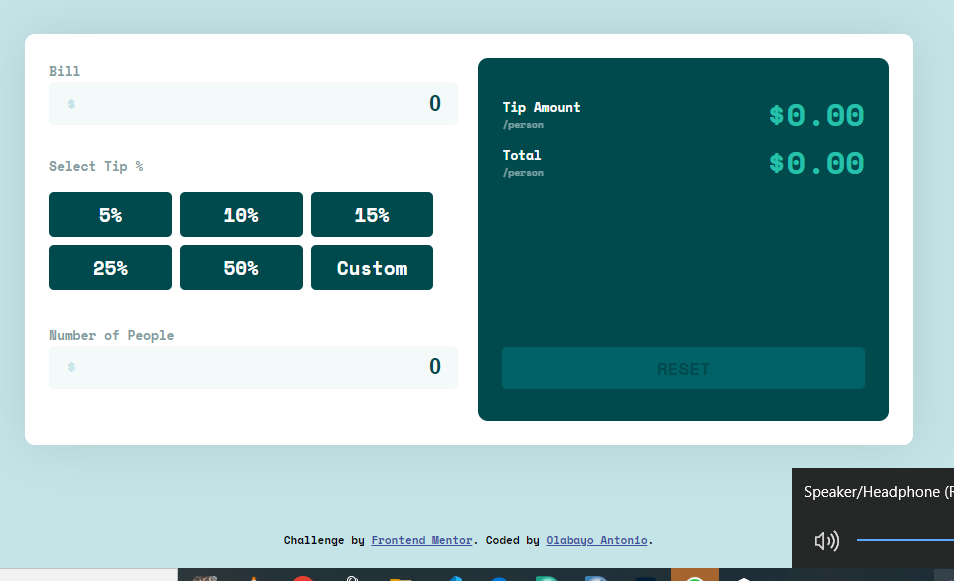 Bill
$ 0
Select Tip %
5% 10% 15%
25% 50% Custom
Number of People
$ 0
Tip Amount $0.00
/person
Total $0.00
/person
RESET
Challenge by Frontend Mentor. Coded by Olabayo Antonio.
Speaker/Headphone (R